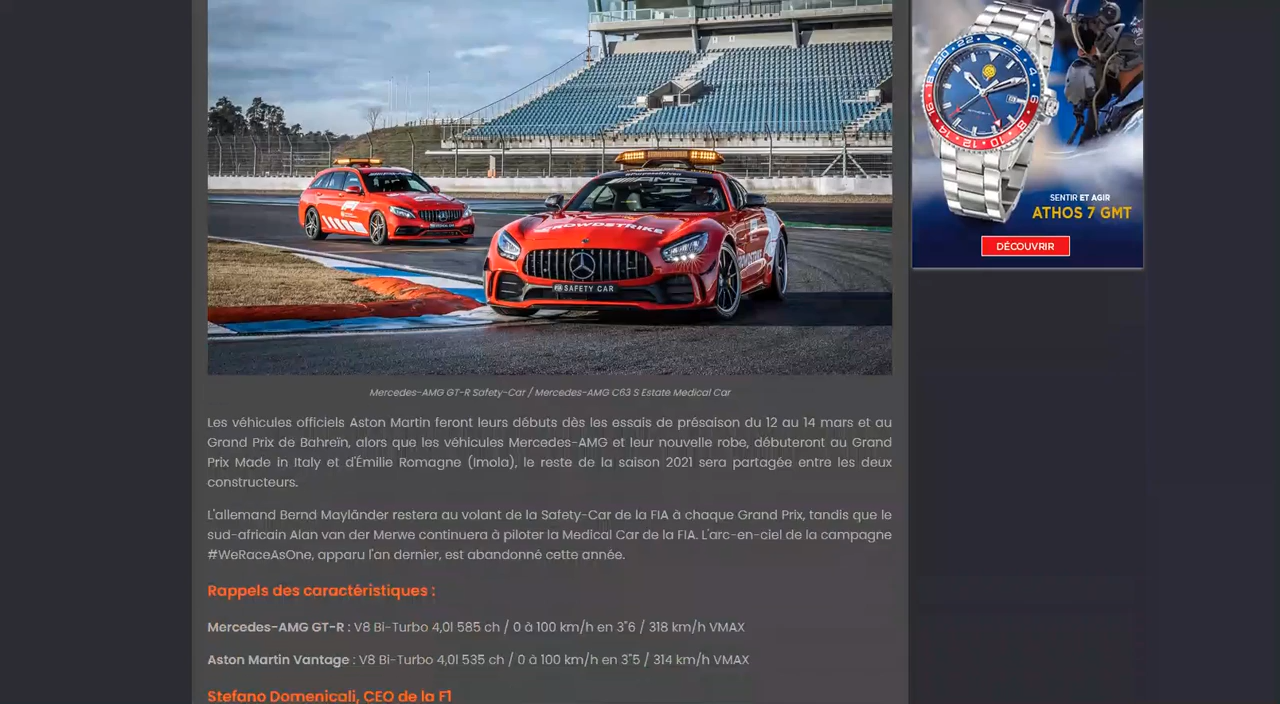 CROWDSTRIKE
SAFETY CAR
AMG
F1
SENTIR ET AGIR
ATHOS 7 GMT
DÉCOUVRIR
Mercedes-AMG GT-R Safety-Car / Mercedes-AMG C63 S Estate Medical Car
Les véhicules officiels Aston Martin feront leurs débuts dès les essais de présaison du 12 au 14 mars et au
Grand Prix de Bahreïn, alors que les véhicules Mercedes-AMG et leur nouvelle robe, débuteront au Grand
Prix Made in Italy et d'Émilie Romagne (Imola), le reste de la saison 2021 sera partagée entre les deux
constructeurs.
L'allemand Bernd Mayländer restera au volant de la Safety-Car de la FIA à chaque Grand Prix, tandis que le
sud-africain Alan van der Merwe continuera à piloter la Medical Car de la FIA. L'arc-en-ciel de la campagne
#WeRaceAsOne, apparu l'an dernier, est abandonné cette année.
Rappels des caractéristiques :
Mercedes-AMG GT-R : V8 Bi-Turbo 4,0l 585 ch / 0 à 100 km/h en 3"6 / 318 km/h VMAX
Aston Martin Vantage : V8 Bi-Turbo 4,0l 535 ch / 0 à 100 km/h en 3"5 / 314 km/h VMAX
Stefano Domenicali, CEO de la F1